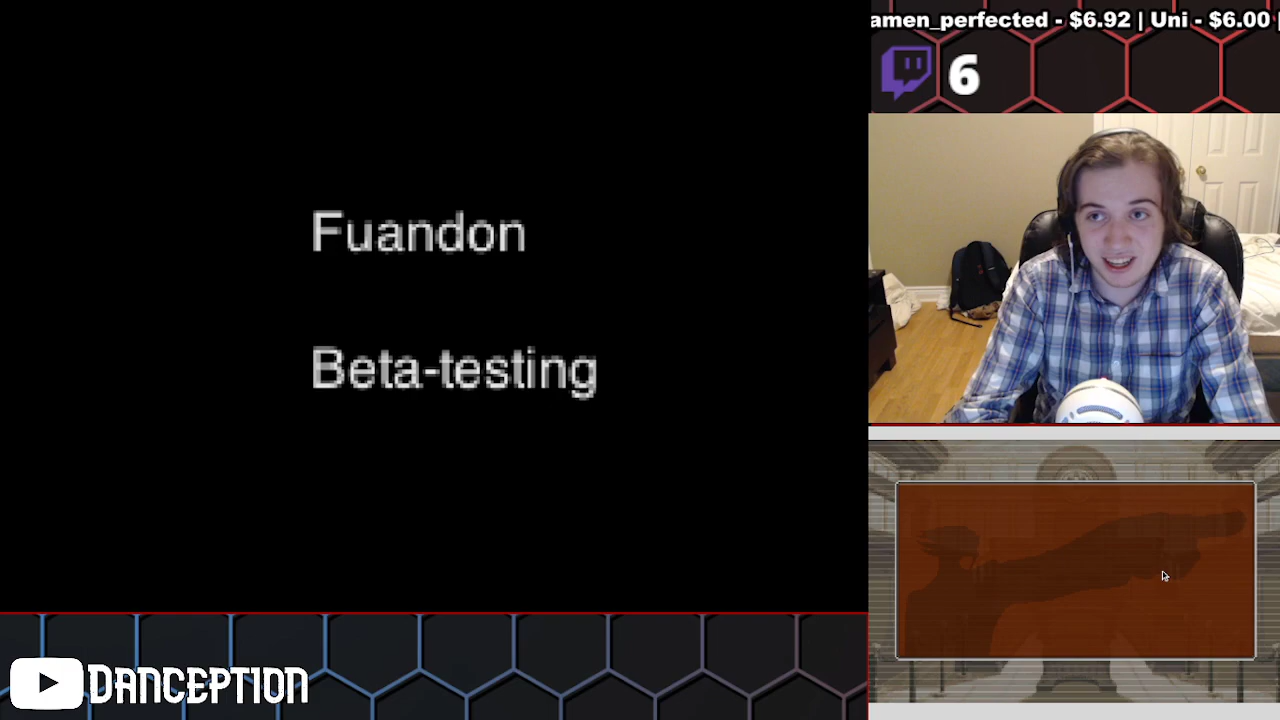 amen_perfected - $6.92 | Uni - $6.00 |
6
Fuandon
Beta-testing
DANCEPTION